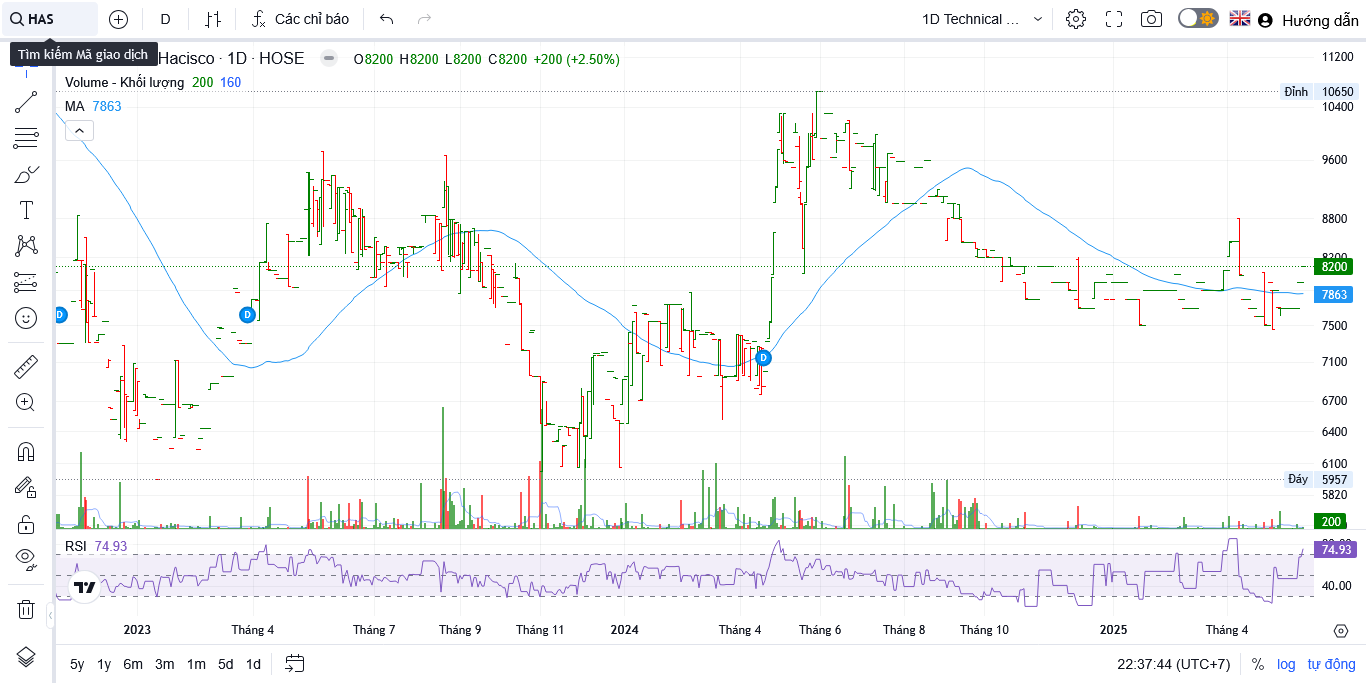 HAS D Các chỉ báo 1D Technical ... Hướng dẫn
Tìm kiếm Mã giao dịch
Hacisco · 1D · HOSE O8200 H8200 L8200 C8200 +200 (+2.50%)
Volume - Khối lượng 200 160
MA 7863
11200
Đỉnh 10650
10400
9600
8800
8200
8200
7863
7500
7100
6700
6400
6100
Đáy 5957
5820
200
D
D
D
RSI 74.93
74.93
40.00
2023 Tháng 4 Tháng 7 Tháng 9 Tháng 11 2024 Tháng 4 Tháng 6 Tháng 8 Tháng 10 2025 Tháng 4
5y 1y 6m 3m 1m 5d 1d 22:37:44 (UTC+7) % log tự động